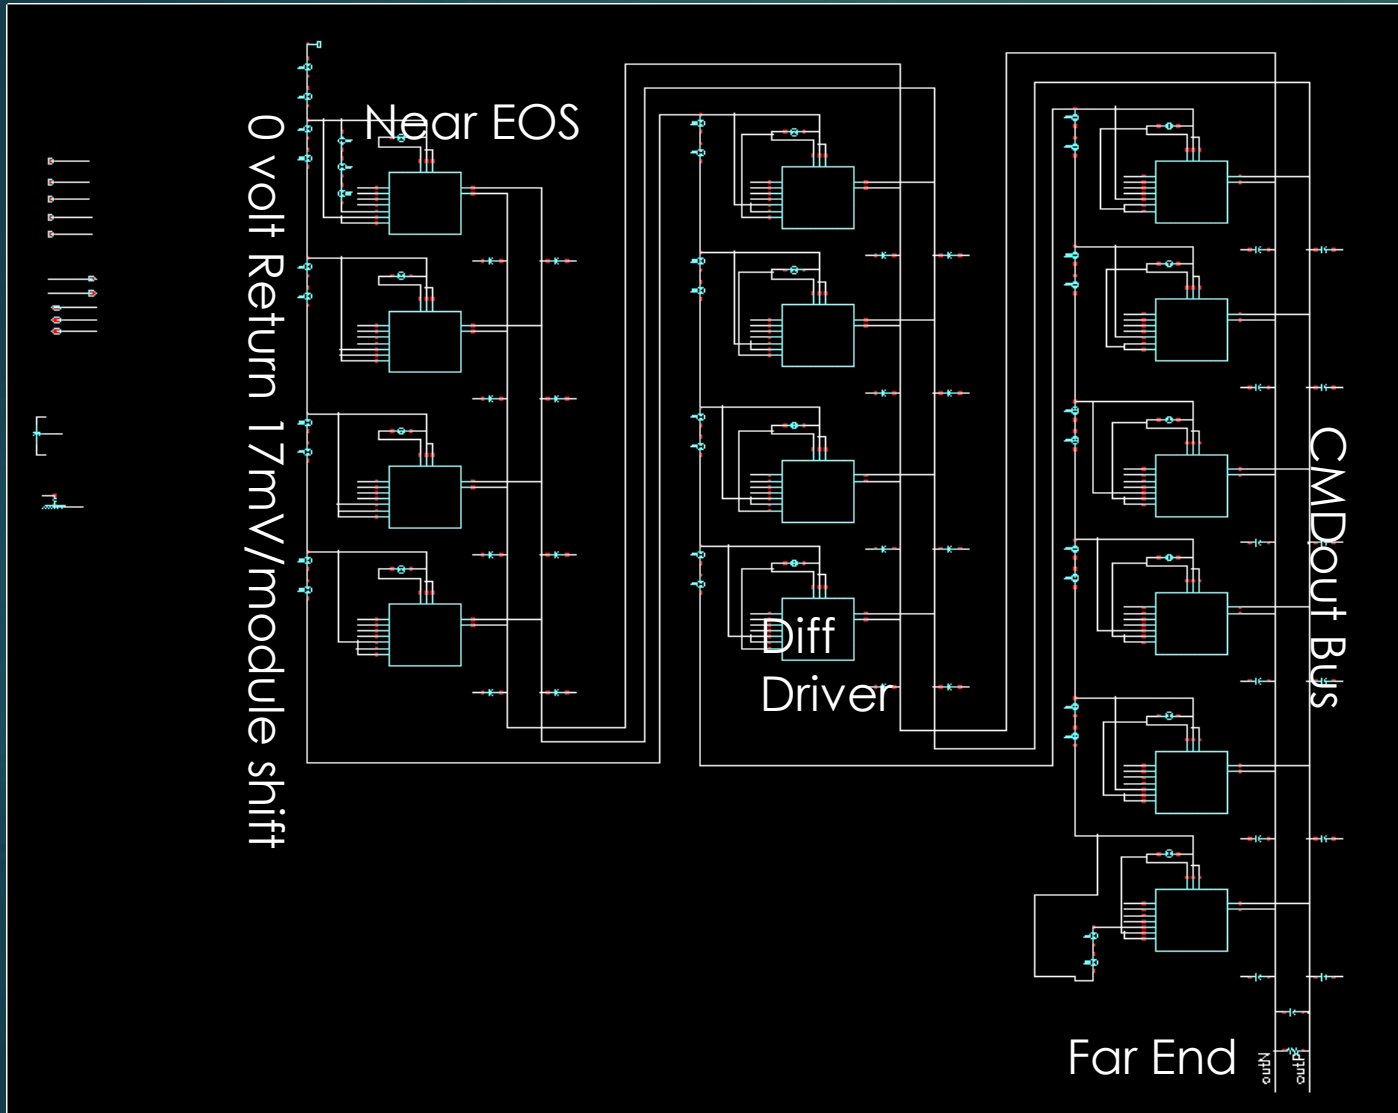 Near EOS
0 volt Return 17mV/module shift
Diff
Driver
CMDout Bus
Far End
outN
outP